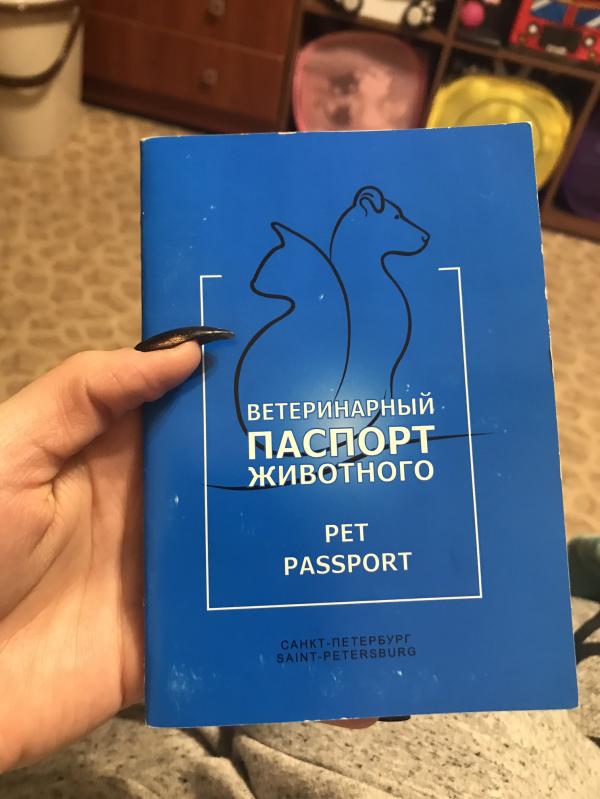 ВЕТЕРИНАРНЫЙ
ПАСПОРТ
ЖИВОТНОГО
PET
PASSPORT
САНКТ-ПЕТЕРБУРГ
SAINT-PETERSBURG